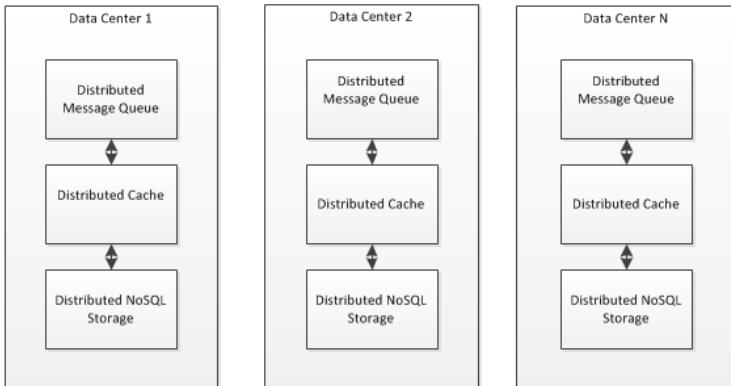 Data Center 1
Distributed
Message Queue
Distributed Cache
Distributed NoSQL
Storage
Data Center 2
Distributed
Message Queue
Distributed Cache
Distributed NoSQL
Storage
Data Center N
Distributed
Message Queue
Distributed Cache
Distributed NoSQL
Storage